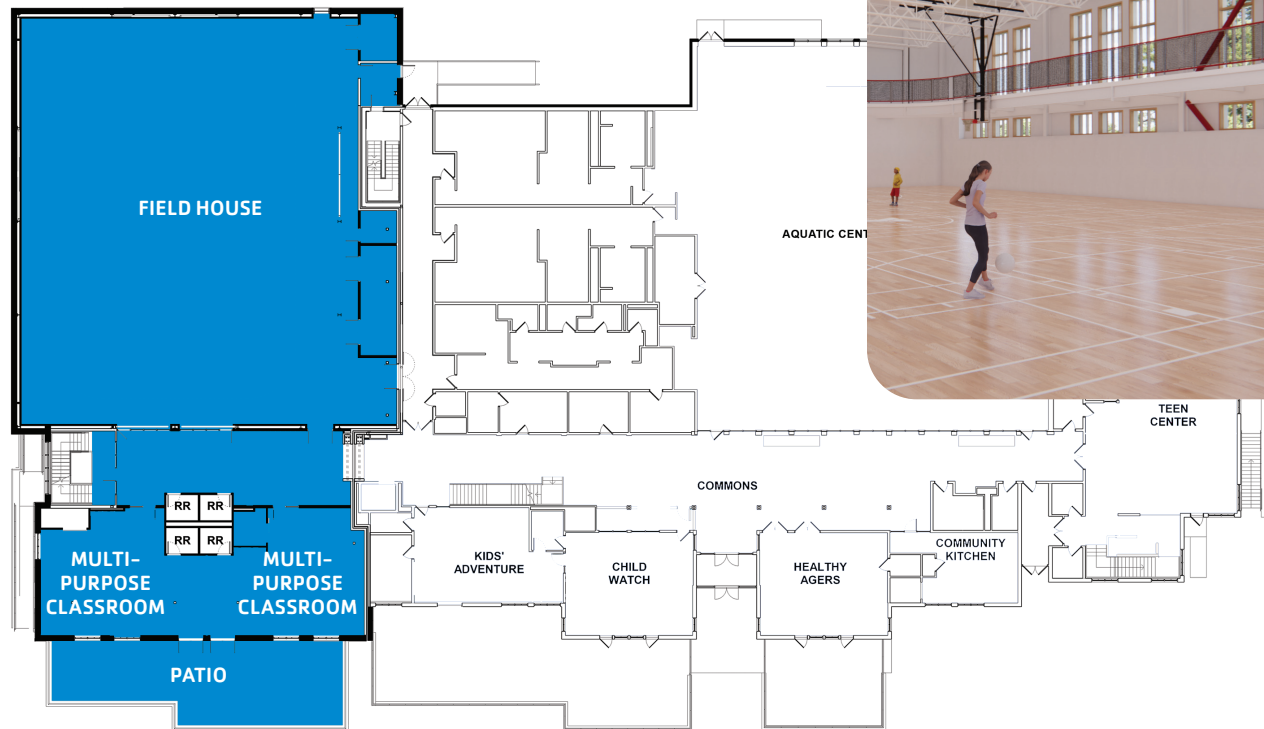 FIELD HOUSE
AQUATIC CENT
TEEN
CENTER
COMMONS
RR RR
RR RR
MULTI-
PURPOSE
CLASSROOM
MULTI-
PURPOSE
CLASSROOM
KIDS'
ADVENTURE
CHILD
WATCH
HEALTHY
AGERS
COMMUNITY
KITCHEN
PATIO